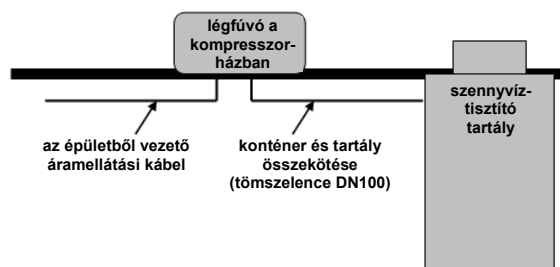 légfúvó a
kompresszor-
házban
szennyvíz-
tisztító
tartály
az épületből vezető
áramellátási kábel
konténer és tartály
összekötése
(tömszelence DN100)